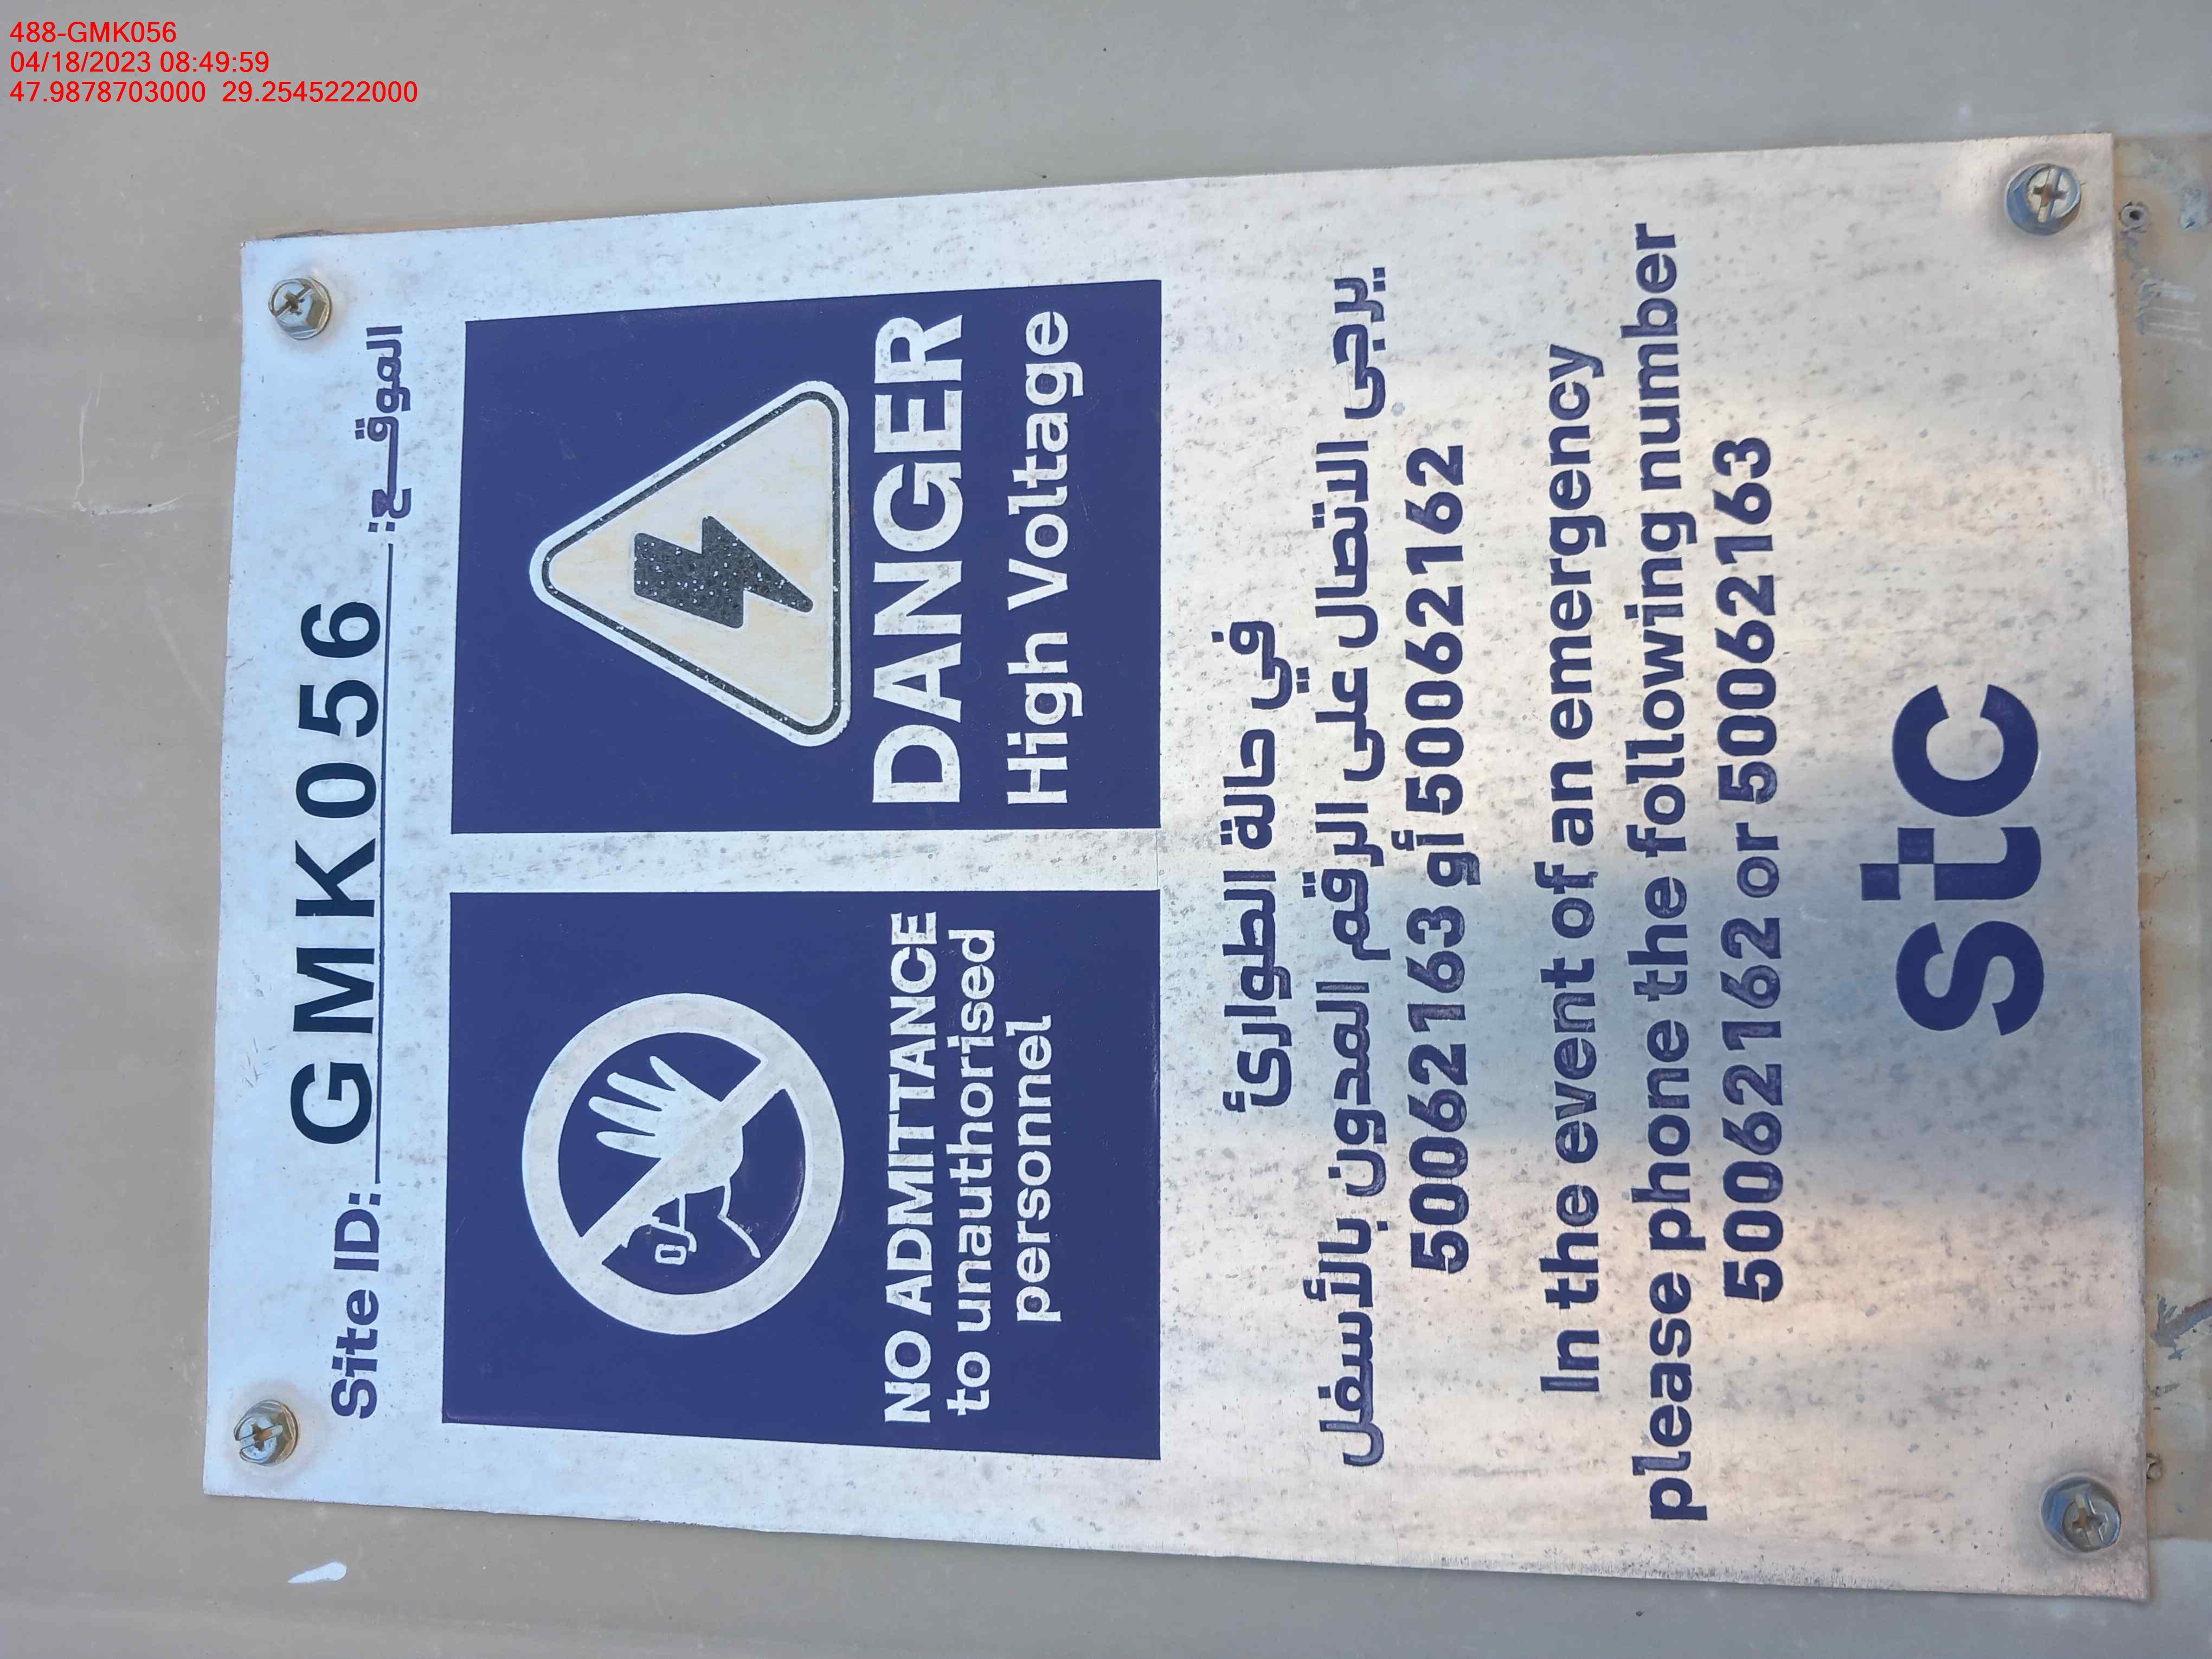 488-GMK056
04/18/2023 08:49:59
47.9878703000 29.2545222000
Site ID: GMK056 الموقـــع:
NO ADMITTANCE
to unauthorised
personnel
DANGER
High Voltage
في حالة الطوارئ
يرجى الاتصال على الرقم المدون بالأسفل
50062163 أو 50062162
In the event of an emergency
please phone the following number
50062162 or 50062163
stc